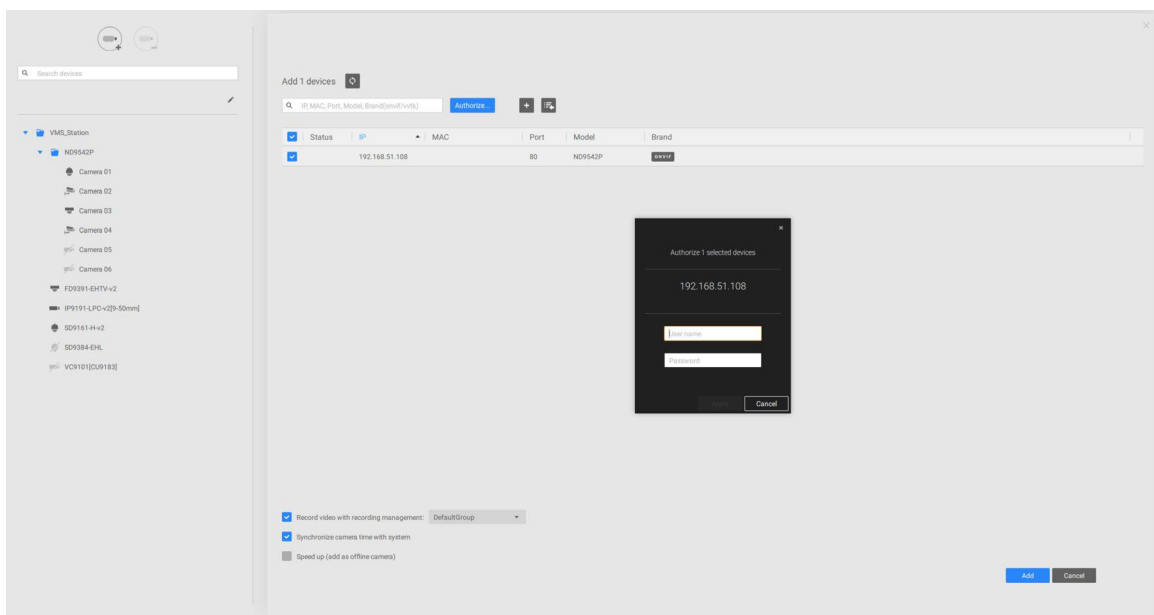 Search devices
VMS_Station
ND9542P
Camera 01
Camera 02
Camera 03
Camera 04
Camera 05
Camera 06
FD9391-EHTV-v2
IP9191-LPC-v2[9-50mm]
SD9161-H-v2
SD9384-EHL
VC9101[CU9183]
Add 1 devices
IP, MAC, Port, Model, Brand(onvif/vvtk) Authorize...
Status IP MAC Port Model Brand
192.168.51.108 80 ND9542P ONVIF
Authorize 1 selected devices
192.168.51.108
User name
Password
Apply Cancel
Record video with recording management: DefaultGroup
Synchronize camera time with system
Speed up (add as offline camera)
Add Cancel